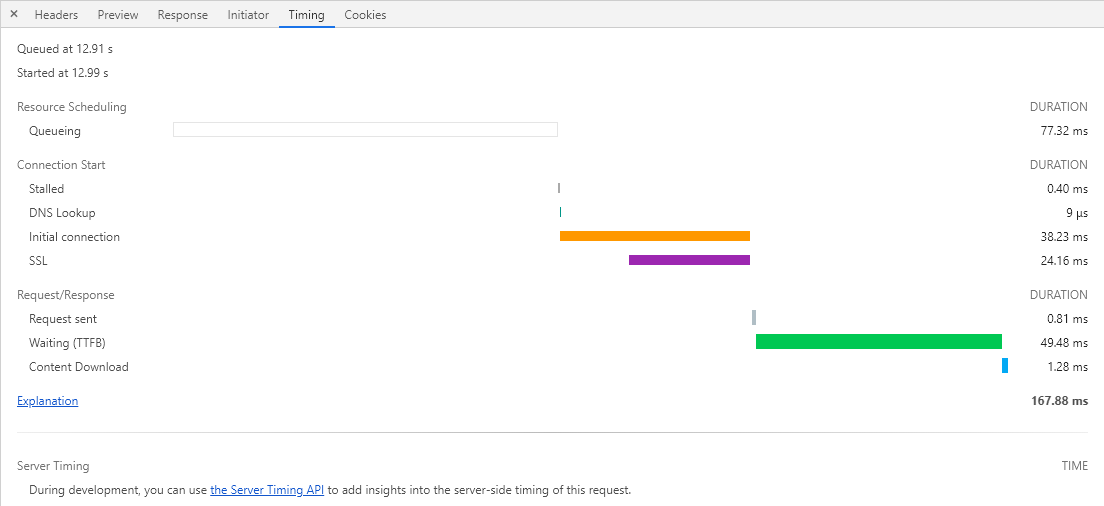 × Headers Preview Response Initiator Timing Cookies
Queued at 12.91 s
Started at 12.99 s
Resource Scheduling DURATION
Queueing 77.32 ms
Connection Start DURATION
Stalled 0.40 ms
DNS Lookup 9 μs
Initial connection 38.23 ms
SSL 24.16 ms
Request/Response DURATION
Request sent 0.81 ms
Waiting (TTFB) 49.48 ms
Content Download 1.28 ms
Explanation 167.88 ms
Server Timing TIME
During development, you can use the Server Timing API to add insights into the server-side timing of this request.